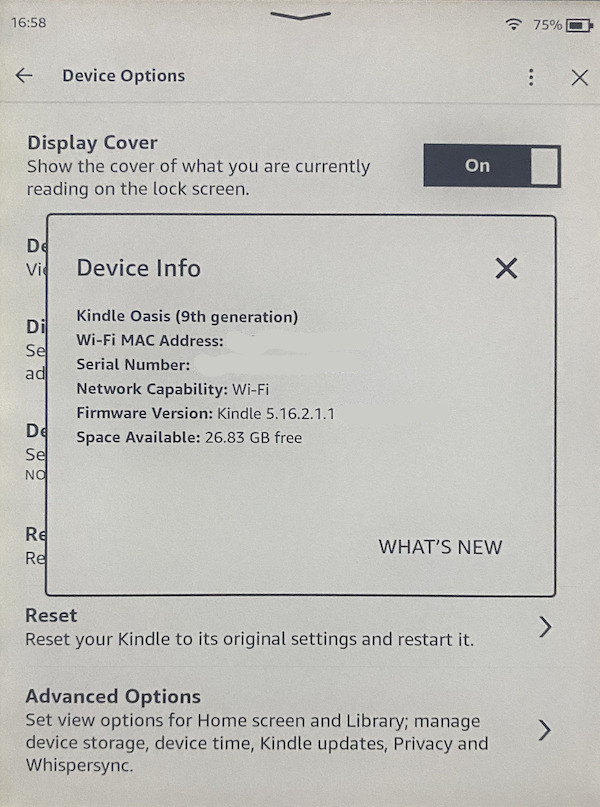 16:58
75%
Device Options
Display Cover
Show the cover of what you are currently
reading on the lock screen.
On
De
Vie
Device Info
Kindle Oasis (9th generation)
Wi-Fi MAC Address:
Serial Number:
Network Capability: Wi-Fi
Firmware Version: Kindle 5.16.2.1.1
Space Available: 26.83 GB free
WHAT'S NEW
Di
Se
ad
De
Se
NO
Re
Re
Reset
Reset your Kindle to its original settings and restart it.
Advanced Options
Set view options for Home screen and Library; manage
device storage, device time, Kindle updates, Privacy and
Whispersync.